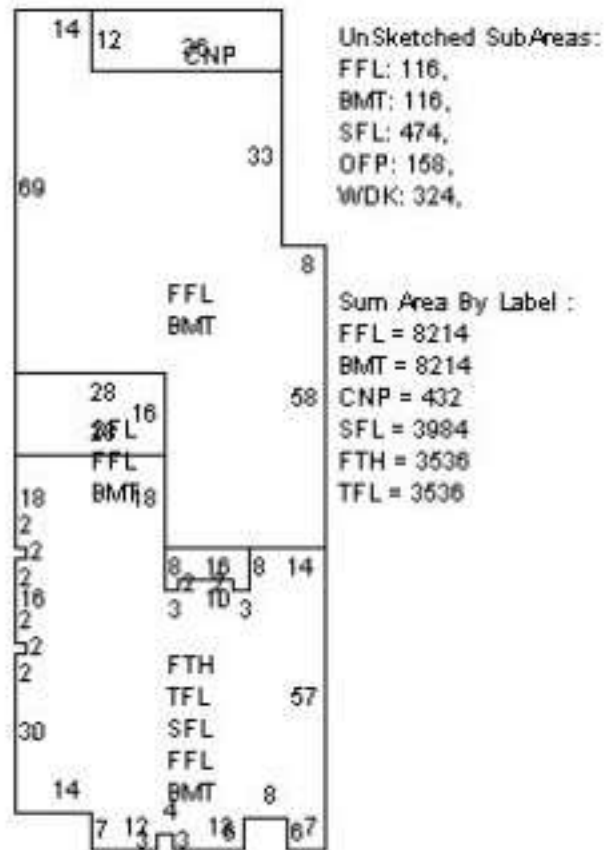 14
12
CNP
33
69
8
FFL
BMT
28
16
58
SFL
FFL
BMT
18
18
2
2
2
16
2
2
2
8
16
8
14
2
10
3
3
FTH
TFL
SFL
FFL
BMT
57
30
14
8
4
7
12
3
3
6
6
7
UnSketched SubAreas:
FFL: 116,
BMT: 116,
SFL: 474,
OFP: 158,
WDK: 324,
Sum Area By Label :
FFL = 8214
BMT = 8214
CNP = 432
SFL = 3984
FTH = 3536
TFL = 3536